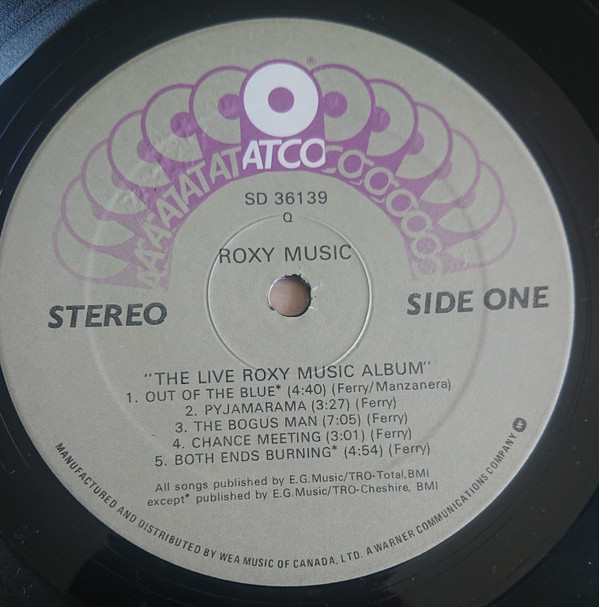 ATATATATATCOCOCOCOCO
®
SD 36139
Q
ROXY MUSIC
STEREO
SIDE ONE
"THE LIVE ROXY MUSIC ALBUM"
1. OUT OF THE BLUE* (4:40) (Ferry/Manzanera)
2. PYJAMARAMA (3:27) (Ferry)
3. THE BOGUS MAN (7:05) (Ferry)
4. CHANCE MEETING (3:01) (Ferry)
5. BOTH ENDS BURNING* (4:54) (Ferry)
All songs published by E.G.Music/TRO-Total,BMI
except* published by E.G.Music/TRO-Cheshire, BMI
MANUFACTURED AND DISTRIBUTED BY WEA MUSIC OF CANADA, LTD. A WARNER COMMUNICATIONS COMPANY